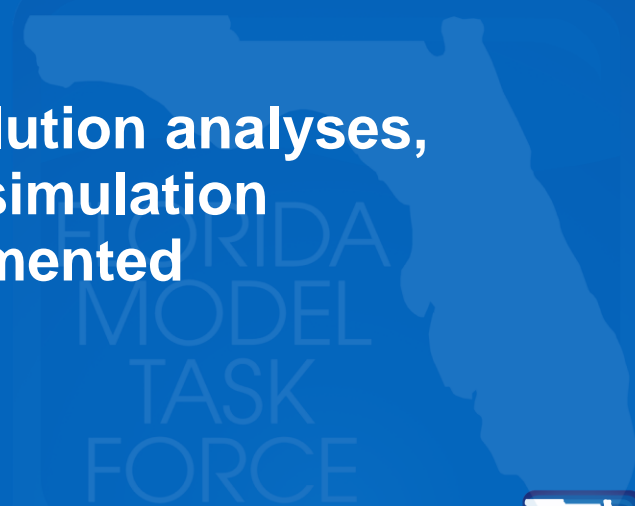 lution analyses,
simulation
mented
FLORIDA
MODEL
TASK
FORCE